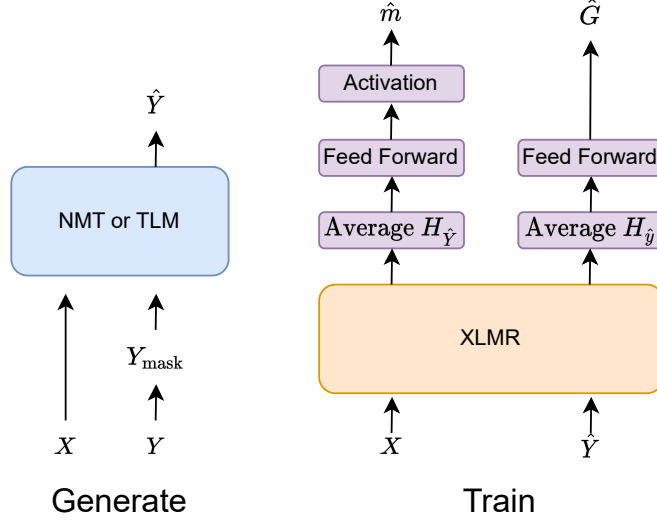 Ŷ
NMT or TLM
Y_mask
X Y
Generate
m̂ Ĝ
Activation
Feed Forward Feed Forward
Average H_Ŷ Average H_ŷ
XLMR
X Ŷ
Train